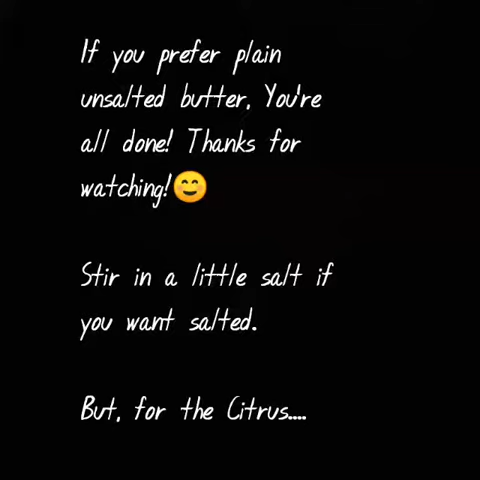 If you prefer plain
unsalted butter, You're
all done! Thanks for
watching!😊
Stir in a little salt if
you want salted.
But, for the Citrus....